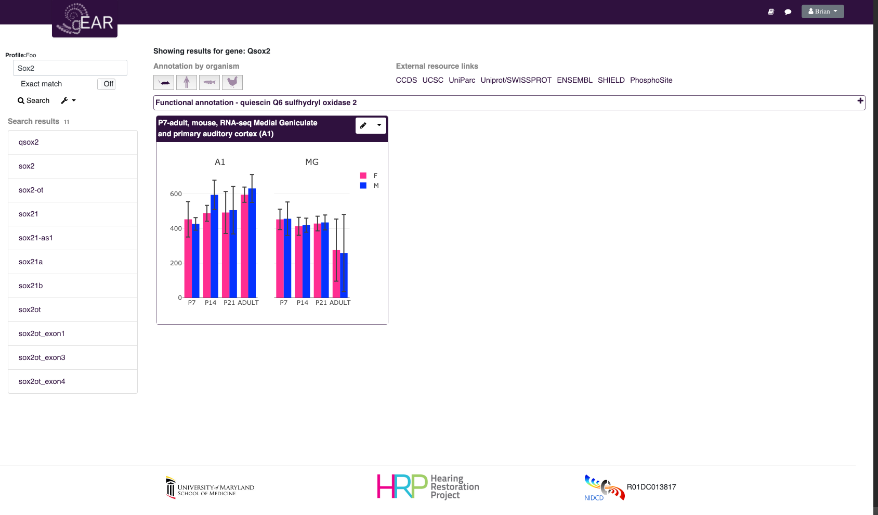 gEAR
Brian
Profile:Foo
Sox2
Exact match Off
Search
Search results 11
qsox2
sox2
sox2-ot
sox21
sox21-as1
sox21a
sox21b
sox2ot
sox2ot_exon1
sox2ot_exon3
sox2ot_exon4
Showing results for gene: Qsox2
Annotation by organism
External resource links
CCDS UCSC UniParc Uniprot/SWISSPROT ENSEMBL SHIELD PhosphoSite
Functional annotation - quiescin Q6 sulfhydryl oxidase 2
P7-adult, mouse, RNA-seq Medial Geniculate
and primary auditory cortex (A1)
A1 MG
F
M
600
400
200
0
P7 P14 P21 ADULT P7 P14 P21 ADULT
UNIVERSITY of MARYLAND
SCHOOL OF MEDICINE
HRP Hearing
Restoration
Project
NIDCD R01DC013817